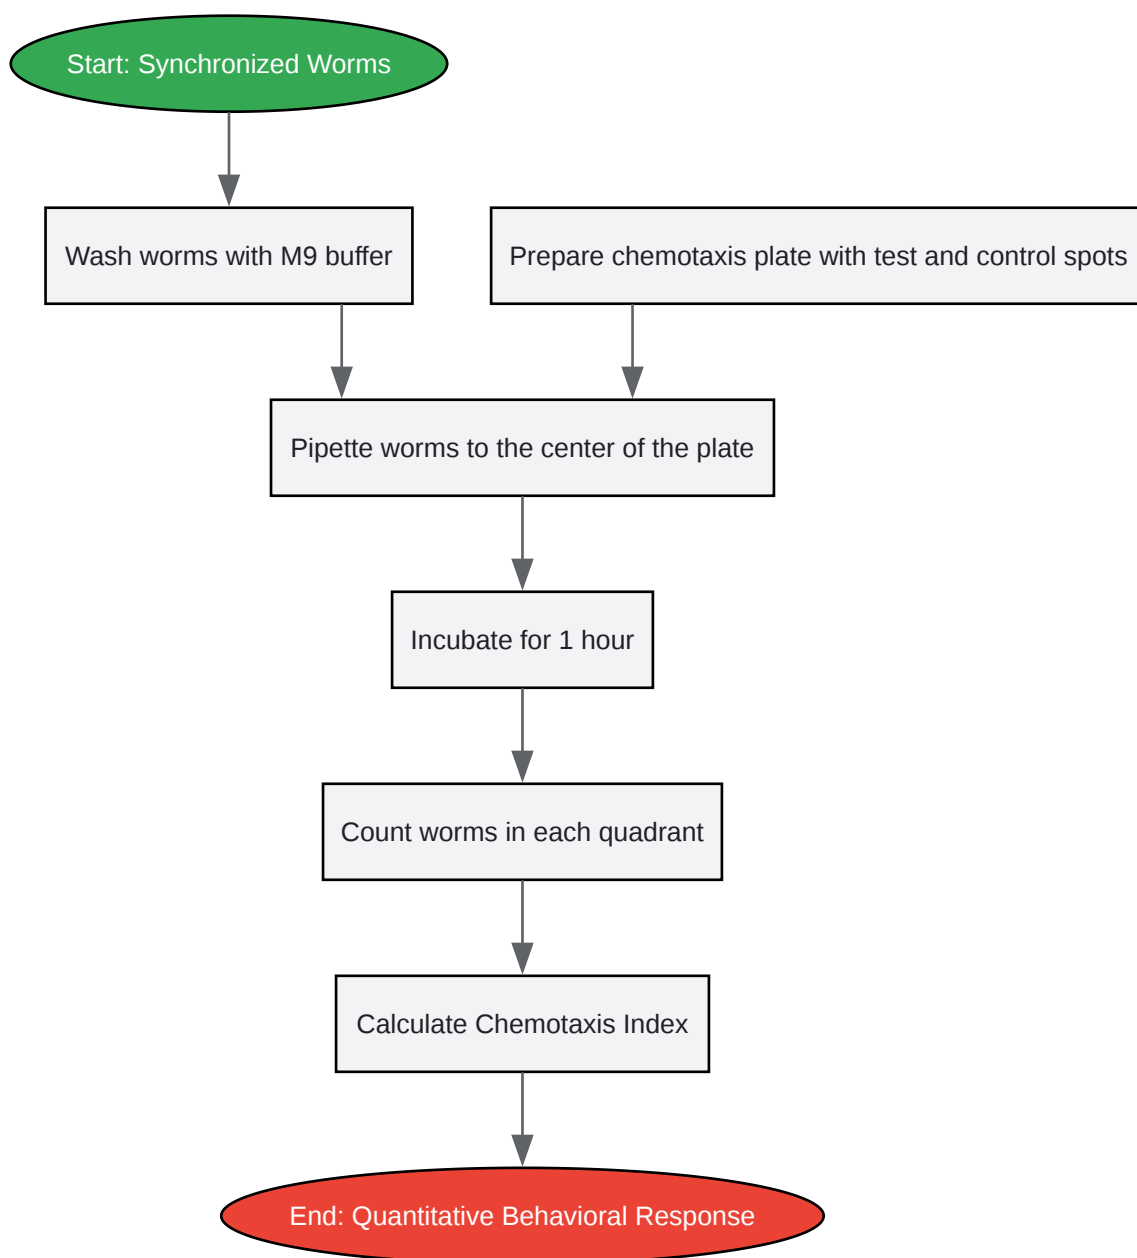 Start: Synchronized Worms
Wash worms with M9 buffer
Prepare chemotaxis plate with test and control spots
Pipette worms to the center of the plate
Incubate for 1 hour
Count worms in each quadrant
Calculate Chemotaxis Index
End: Quantitative Behavioral Response